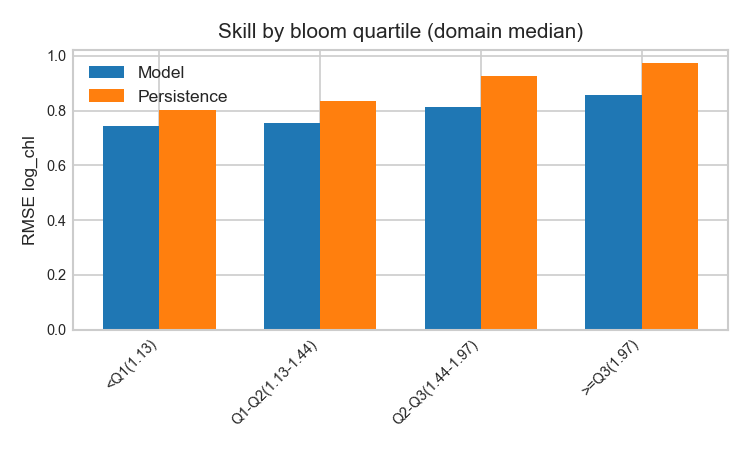 Skill by bloom quartile (domain median)
Model
Persistence
RMSE log_chl
1.0
0.8
0.6
0.4
0.2
0.0
<Q1(1.13)
Q1-Q2(1.13-1.44)
Q2-Q3(1.44-1.97)
>=Q3(1.97)